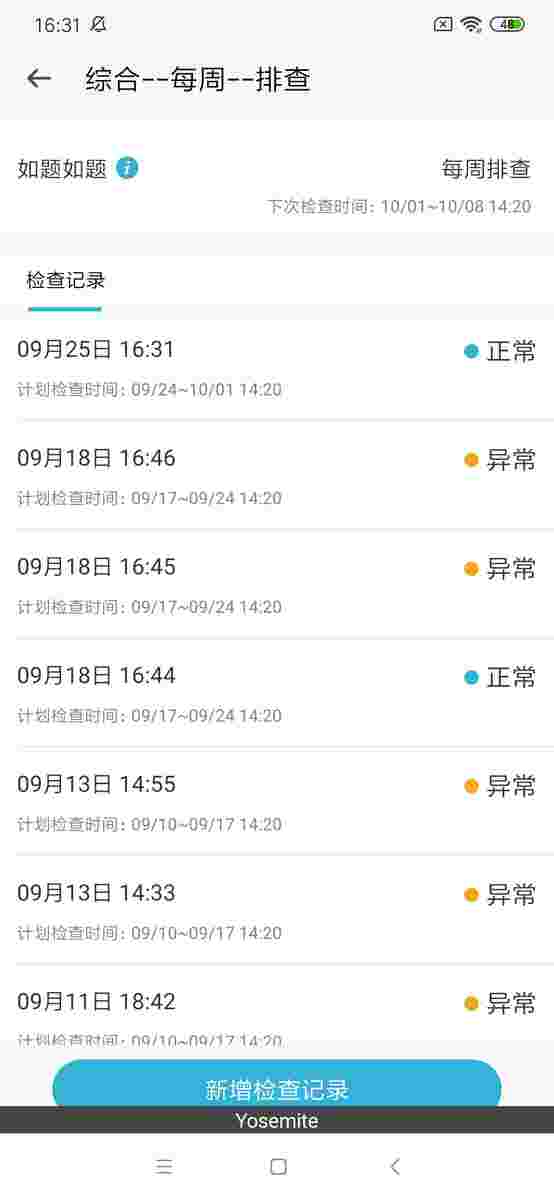 16:31
48
综合--每周--排查
如题如题
每周排查
下次检查时间：10/01~10/08 14:20
检查记录
09月25日 16:31
正常
计划检查时间：09/24~10/01 14:20
09月18日 16:46
异常
计划检查时间：09/17~09/24 14:20
09月18日 16:45
异常
计划检查时间：09/17~09/24 14:20
09月18日 16:44
正常
计划检查时间：09/17~09/24 14:20
09月13日 14:55
异常
计划检查时间：09/10~09/17 14:20
09月13日 14:33
异常
计划检查时间：09/10~09/17 14:20
09月11日 18:42
异常
计划检查时间：09/10~09/17 14:20
新增检查记录
Yosemite